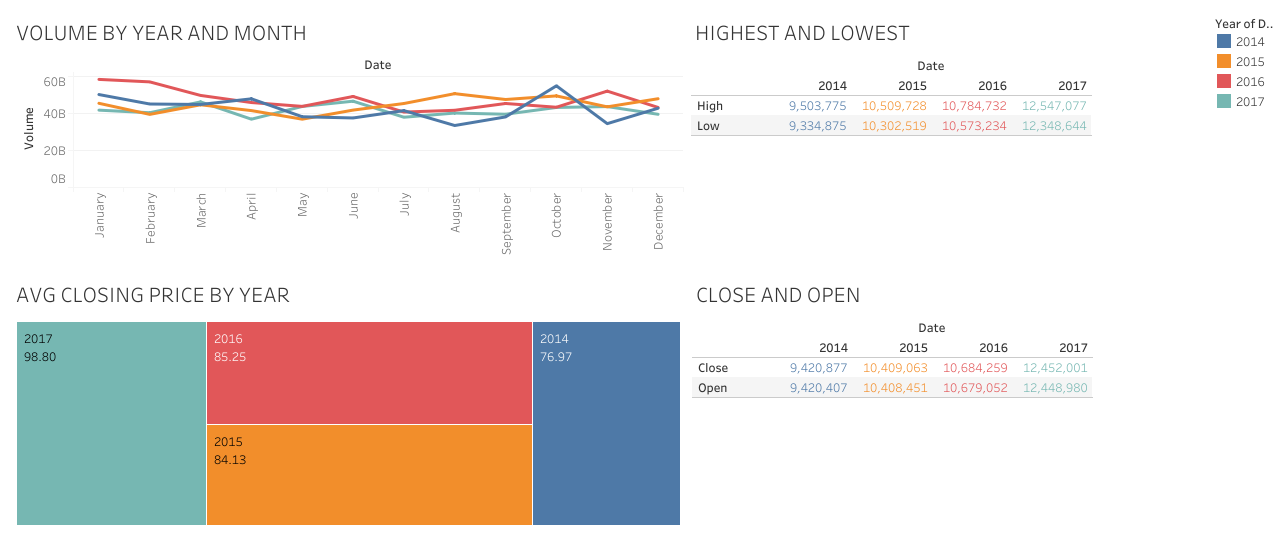 VOLUME BY YEAR AND MONTH
Date
Volume
60B
40B
20B
0B
January
February
March
April
May
June
July
August
September
October
November
December
HIGHEST AND LOWEST
Date
2014 2015 2016 2017
High 9,503,775 10,509,728 10,784,732 12,547,077
Low 9,334,875 10,302,519 10,573,234 12,348,644
Year of D..
2014
2015
2016
2017
AVG CLOSING PRICE BY YEAR
2017
98.80
2016
85.25
2015
84.13
2014
76.97
CLOSE AND OPEN
Date
2014 2015 2016 2017
Close 9,420,877 10,409,063 10,684,259 12,452,001
Open 9,420,407 10,408,451 10,679,052 12,448,980